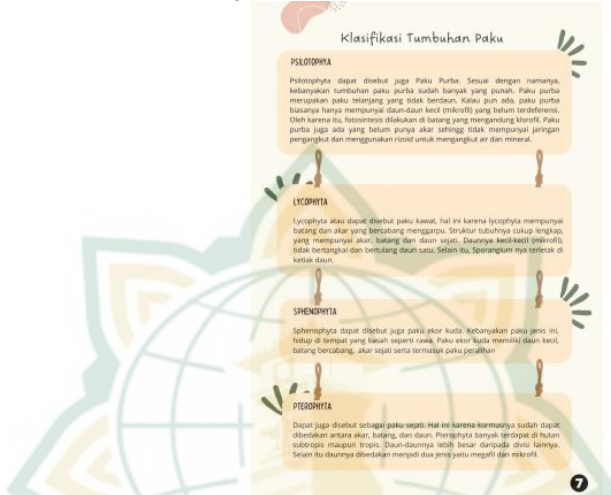 Klasifikasi Tumbuhan Paku
PSILOTOPHYA
Psilotophyta dapat disebut juga Paku Purba. Sesuai dengan namanya,
kebanyakan tumbuhan paku purba sudah banyak yang punah. Paku purba
merupakan paku telanjang yang tidak berdaun. Kalau pun ada, paku purba
biasanya hanya mempunyai daun-daun kecil (mikrofil) yang belum terdeferensi.
Oleh karena itu, fotosintesis dilakukan di batang yang mengandung klorofil. Paku
purba juga ada yang belum punya akar sehingg tidak mempunyai jaringan
pengangkut dan menggunakan rizoid untuk mengangkut air dan mineral.
LYCOPHYTA
Lycophyta atau dapat disebut paku kawat, hal ini karena lycophyta mempunyai
batang dan akar yang bercabang menggarpu. Struktur tubuhnya cukup lengkap,
yang mempunyai akar, batang dan daun sejati. Daunnya kecil-kecil (mikrofil),
tidak bertangkai dan bertulang daun satu. Selain itu, Sporangium nya terletak di
ketiak daun.
SPHENOPHYTA
Sphenophyta dapat disebut juga paku ekor kuda. Kebanyakan paku jenis ini,
hidup di tempat yang basah seperti rawa. Paku ekor kuda memiliki daun kecil,
batang bercabang, akar sejati serta termasuk paku peralihan
PTEROPHYTA
Dapat juga disebut sebagai paku sejati. Hal ini karena kormusnya sudah dapat
dibedakan antara akar, batang, dan daun. Pterophyta banyak terdapat di hutan
subtropis maupun tropis. Daun-daunnya lebih besar daripada divisi lainnya.
Selain itu daunnya dibedakan menjadi dua jenis yaitu megafil dan mikrofil.
7